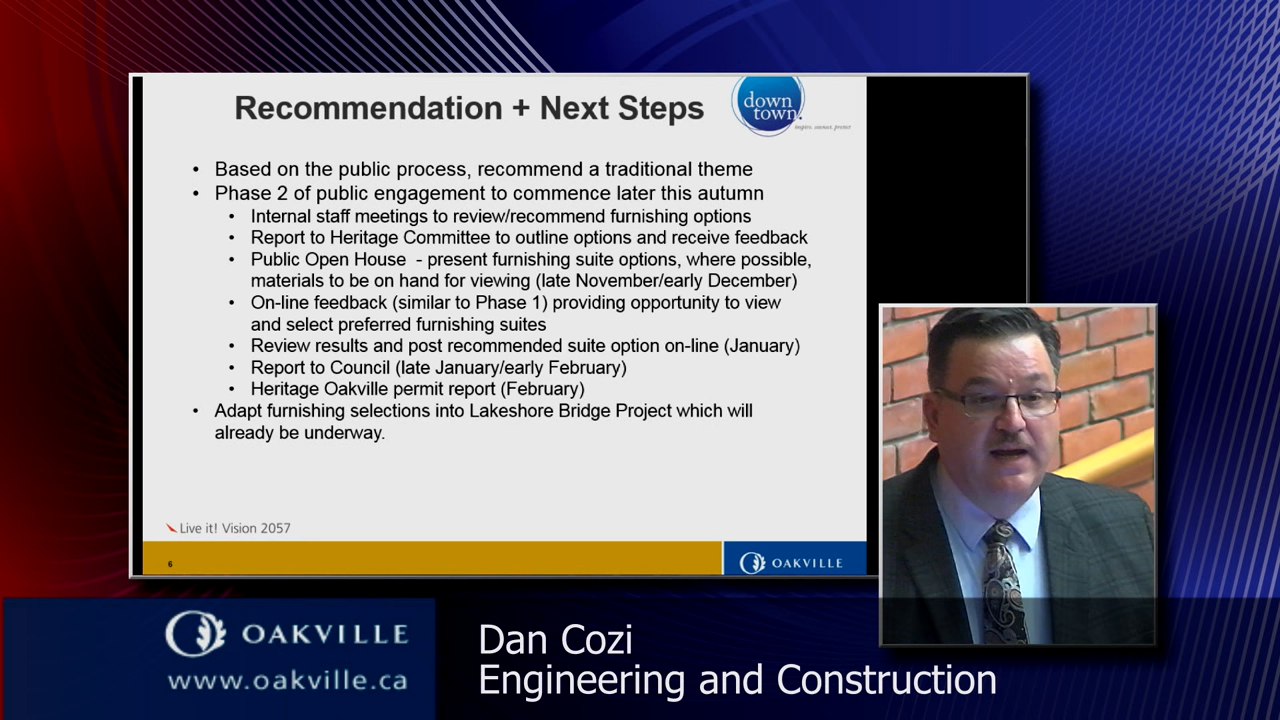 Recommendation + Next Steps
down
town.
• Based on the public process, recommend a traditional theme
• Phase 2 of public engagement to commence later this autumn
• Internal staff meetings to review/recommend furnishing options
• Report to Heritage Committee to outline options and receive feedback
• Public Open House - present furnishing suite options, where possible,
materials to be on hand for viewing (late November/early December)
• On-line feedback (similar to Phase 1) providing opportunity to view
and select preferred furnishing suites
• Review results and post recommended suite option on-line (January)
• Report to Council (late January/early February)
• Heritage Oakville permit report (February)
• Adapt furnishing selections into Lakeshore Bridge Project which will
already be underway.
Live it! Vision 2057
6
OAKVILLE
OAKVILLE
www.oakville.ca
Dan Cozi
Engineering and Construction